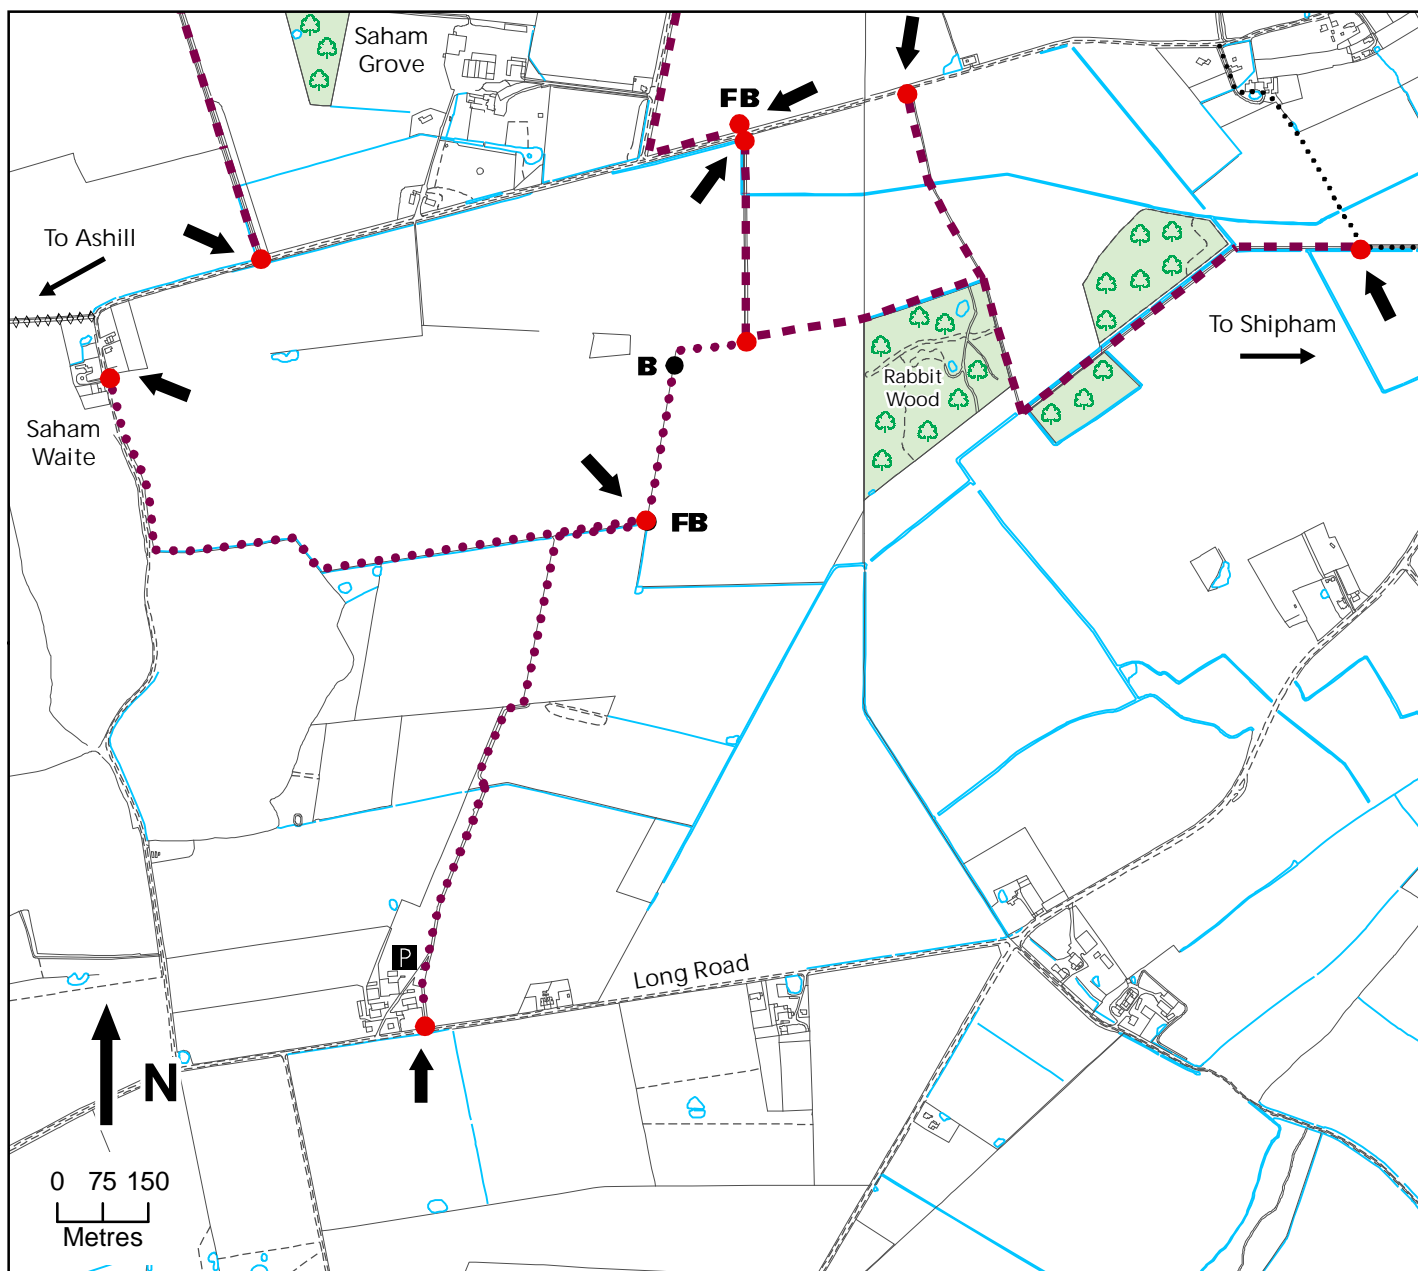 Saham
Grove
FB
To Ashill
To Shipham
B
Rabbit
Wood
Saham
Waite
FB
P
Long Road
N
0 75 150
Metres